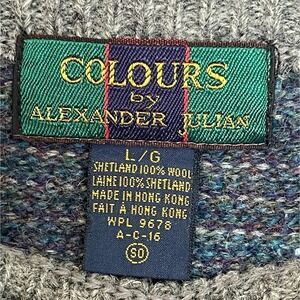 COLOURS
by
ALEXANDER JULIAN
L/G
SHETLAND 100% WOOL
LAINE 100% SHETLAND
MADE IN HONG KONG
FAIT À HONG KONG
WPL 9678
A-C-16
SO